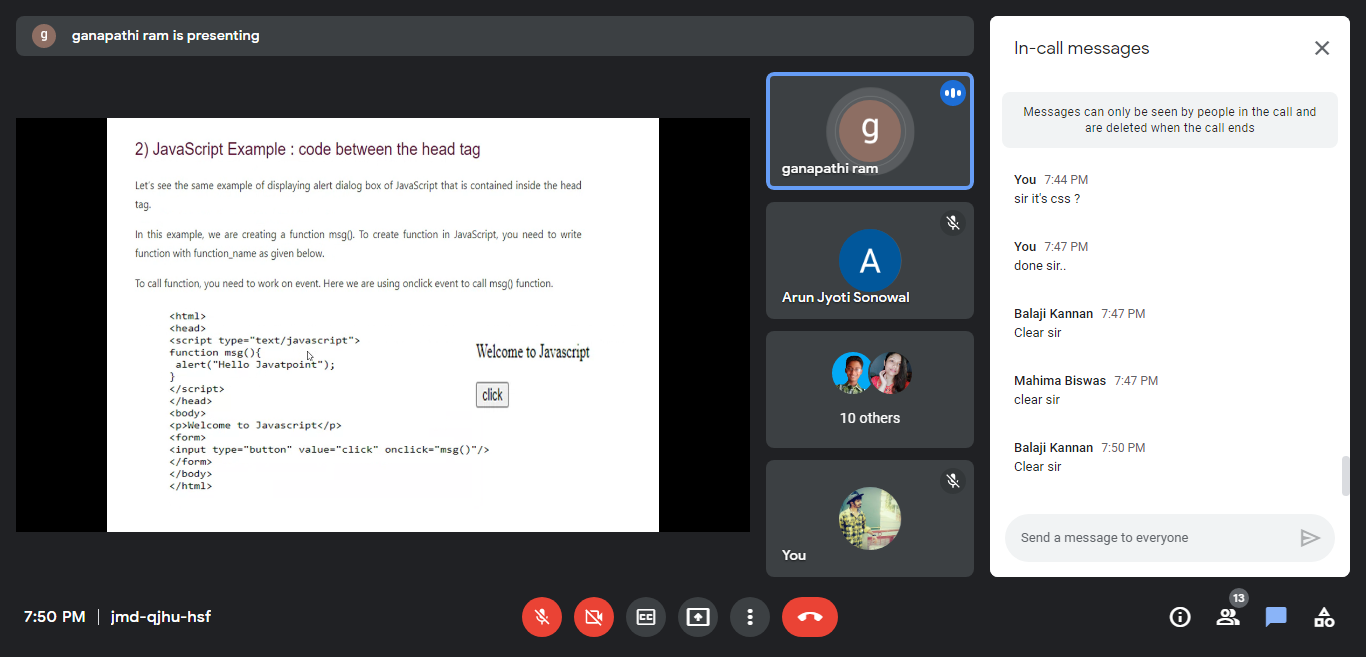 g
ganapathi ram is presenting
2) JavaScript Example : code between the head tag
Let's see the same example of displaying alert dialog box of JavaScript that is contained inside the head
tag.
In this example, we are creating a function msg(). To create function in JavaScript, you need to write
function with function_name as given below.
To call function, you need to work on event. Here we are using onclick event to call msg() function.
<html>
<head>
<script type="text/javascript">
function msg(){
alert("Hello Javatpoint");
}
</script>
</head>
<body>
<p>Welcome to Javascript</p>
<form>
<input type="button" value="click" onclick="msg()"/>
</form>
</body>
</html>
Welcome to Javascript
click
g
ganapathi ram
A
Arun Jyoti Sonowal
10 others
You
In-call messages
Messages can only be seen by people in the call and
are deleted when the call ends
You 7:44 PM
sir it's css ?
You 7:47 PM
done sir..
Balaji Kannan 7:47 PM
Clear sir
Mahima Biswas 7:47 PM
clear sir
Balaji Kannan 7:50 PM
Clear sir
Send a message to everyone
7:50 PM | jmd-qjhu-hsf
CC
13